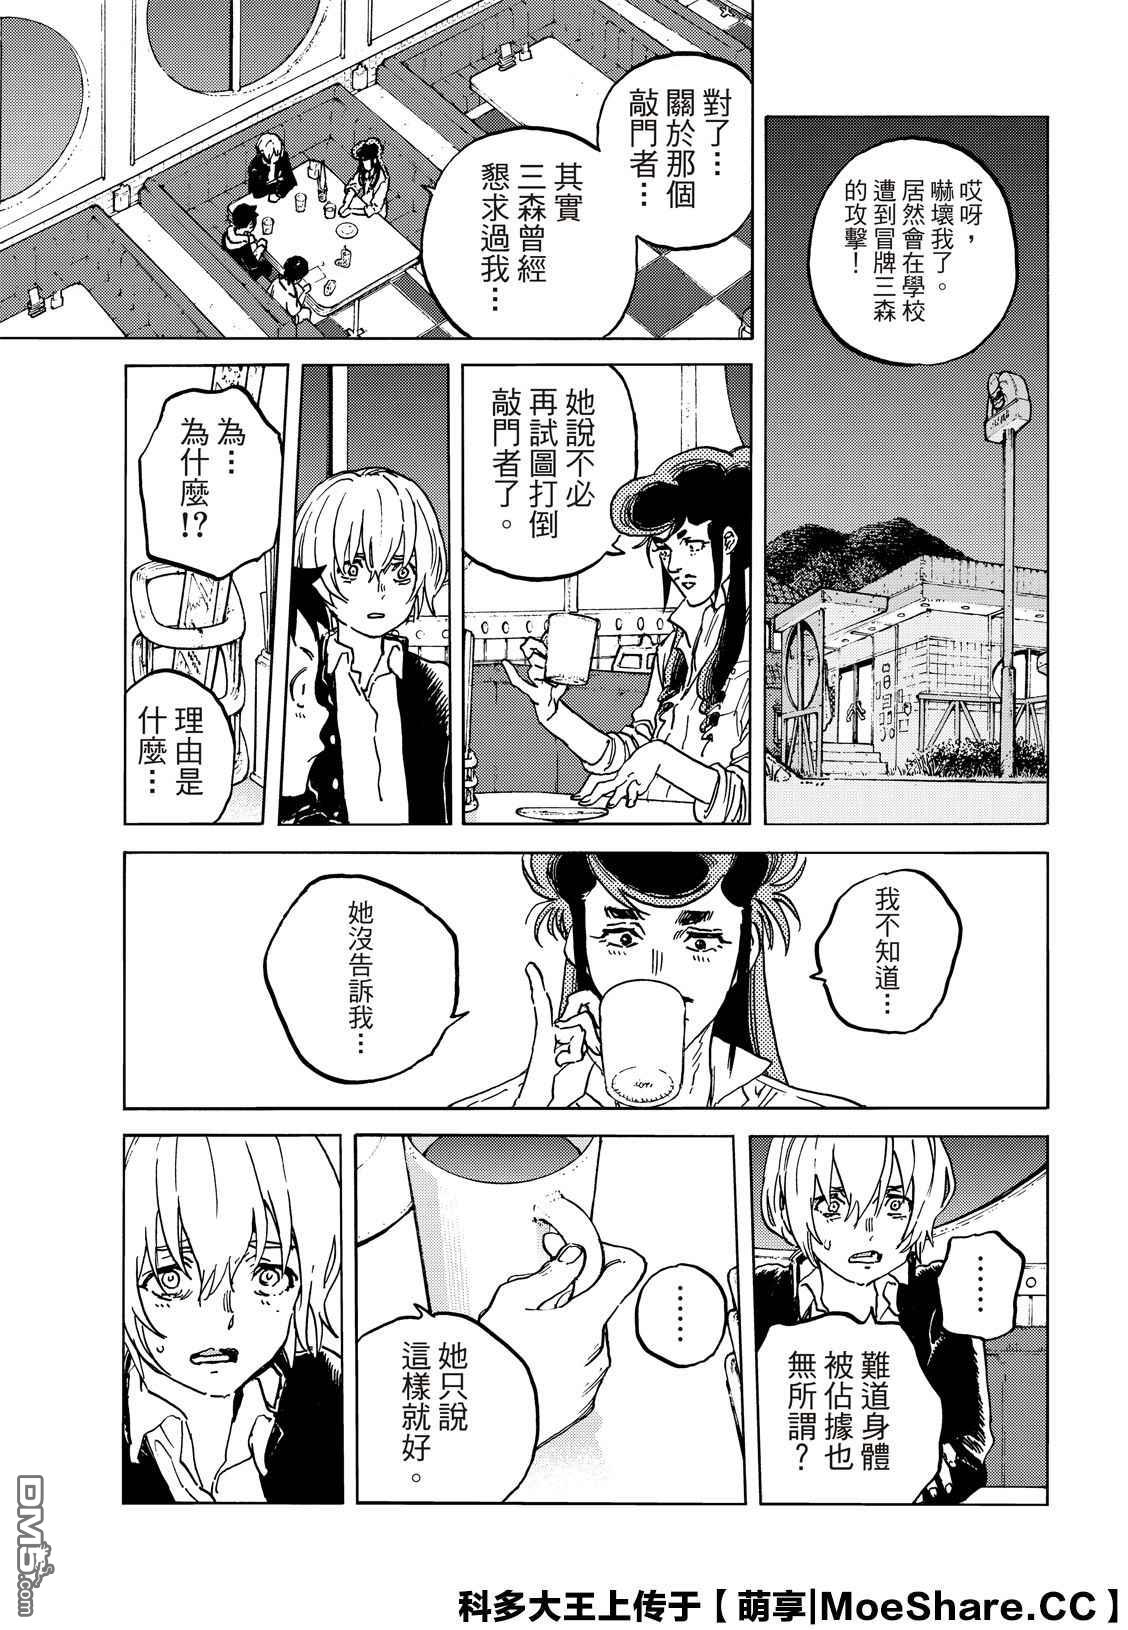 哎呀，
嚇壞我了。
居然會在學校
遭到冒牌三森
的攻擊！
對了…
關於那個
敲門者…
其實
三森曾經
懇求過我…
她說不必
再試圖打倒
敲門者了。
為…
為什麼!?
理由是
什麼…
我不知道…
她沒告訴我…
……
難道身體
被佔據也
無所謂？
……
她只說
這樣就好。
DM5.com
科多大王上传于【萌享|MoeShare.CC】